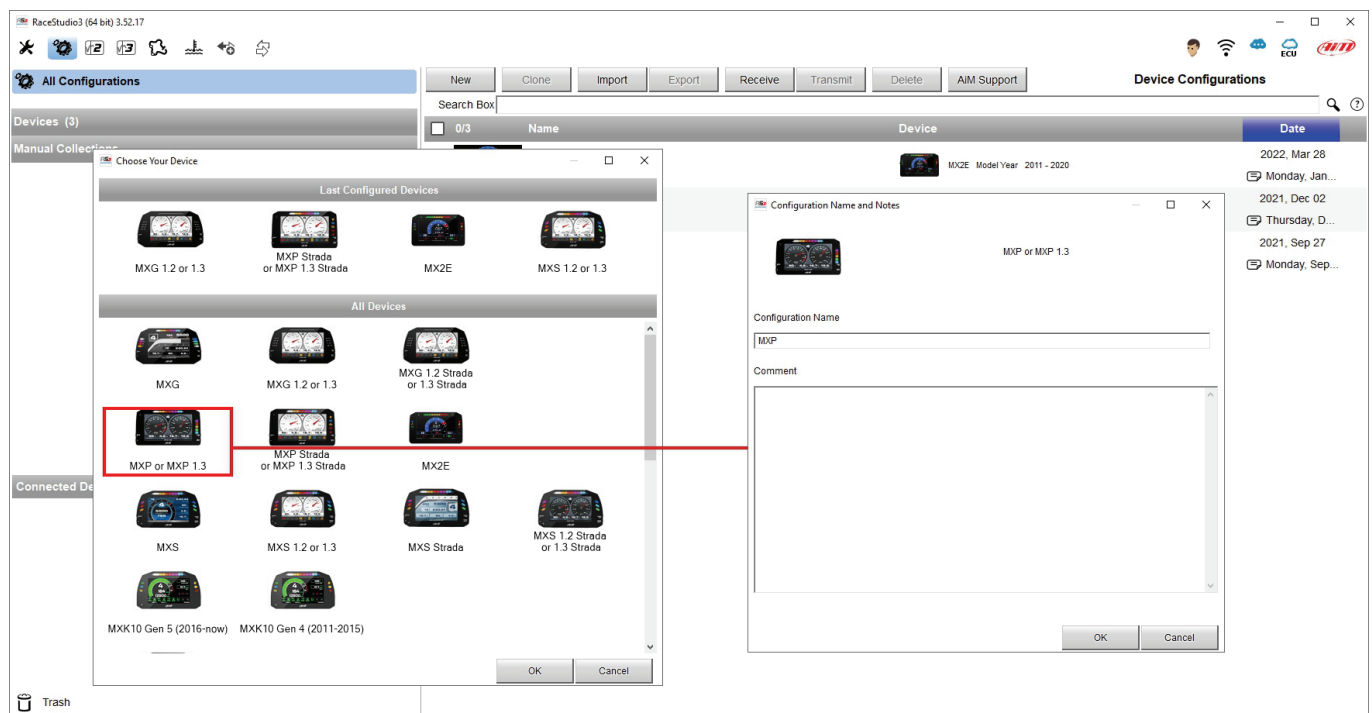 RaceStudio3 (64 bit) 3.52.17
ECU
AiM
All Configurations
New
Clone
Import
Export
Receive
Transmit
Delete
AiM Support
Device Configurations
Search Box
Devices (3)
0/3
Name
Device
Date
Manual Collections
MX2E Model Year 2011 - 2020
2022, Mar 28
Monday, Jan...
2021, Dec 02
Thursday, D...
2021, Sep 27
Monday, Sep...
Choose Your Device
Last Configured Devices
MXG 1.2 or 1.3
MXP Strada
or MXP 1.3 Strada
MX2E
MXS 1.2 or 1.3
All Devices
MXG
MXG 1.2 or 1.3
MXG 1.2 Strada
or 1.3 Strada
MXP or MXP 1.3
MXP Strada
or MXP 1.3 Strada
MX2E
MXS
MXS 1.2 or 1.3
MXS Strada
MXS 1.2 Strada
or 1.3 Strada
MXK10 Gen 5 (2016-now)
MXK10 Gen 4 (2011-2015)
OK
Cancel
Configuration Name and Notes
MXP or MXP 1.3
Configuration Name
MXP
Comment
OK
Cancel
Connected De
Trash